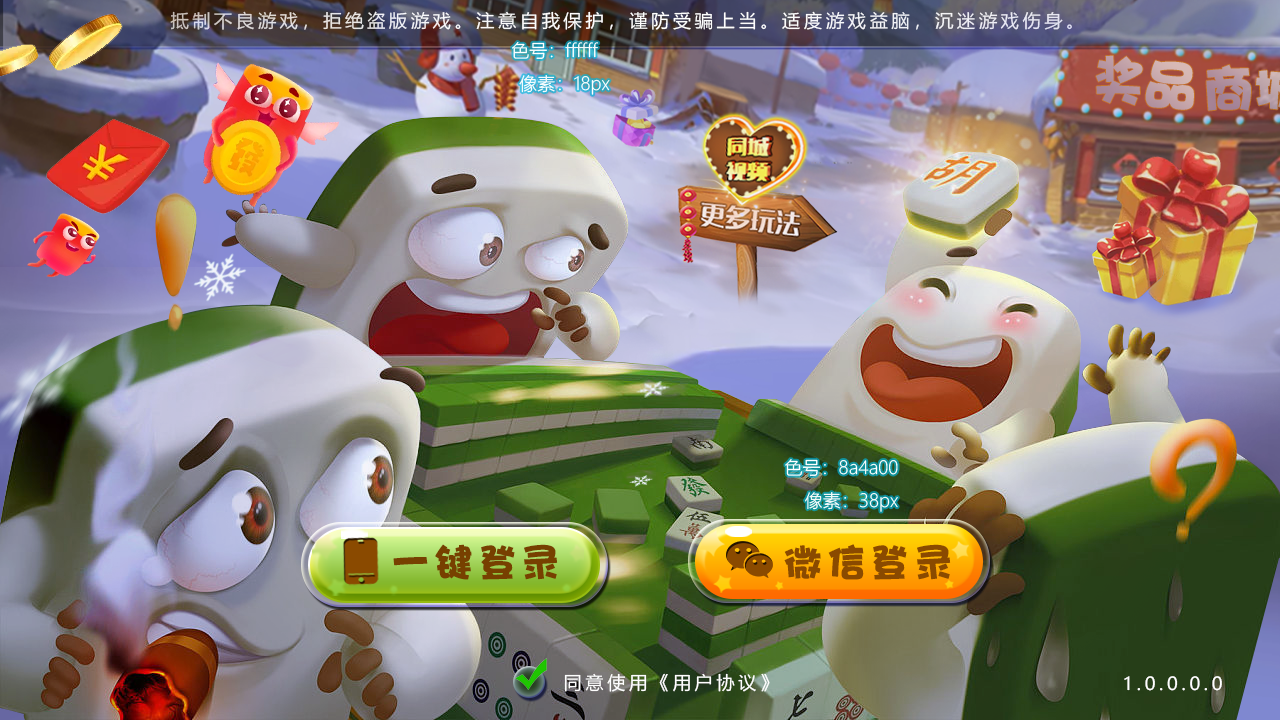 抵制不良游戏，拒绝盗版游戏。注意自我保护，谨防受骗上当。适度游戏益脑，沉迷游戏伤身。
色号：ffffff
像素：18px
奖品商城
發
¥
同城
视频
更多玩法
胡
南
發
色号：8a4a00
像素：38px
一键登录
微信登录
同意使用《用户协议》
1.0.0.0.0